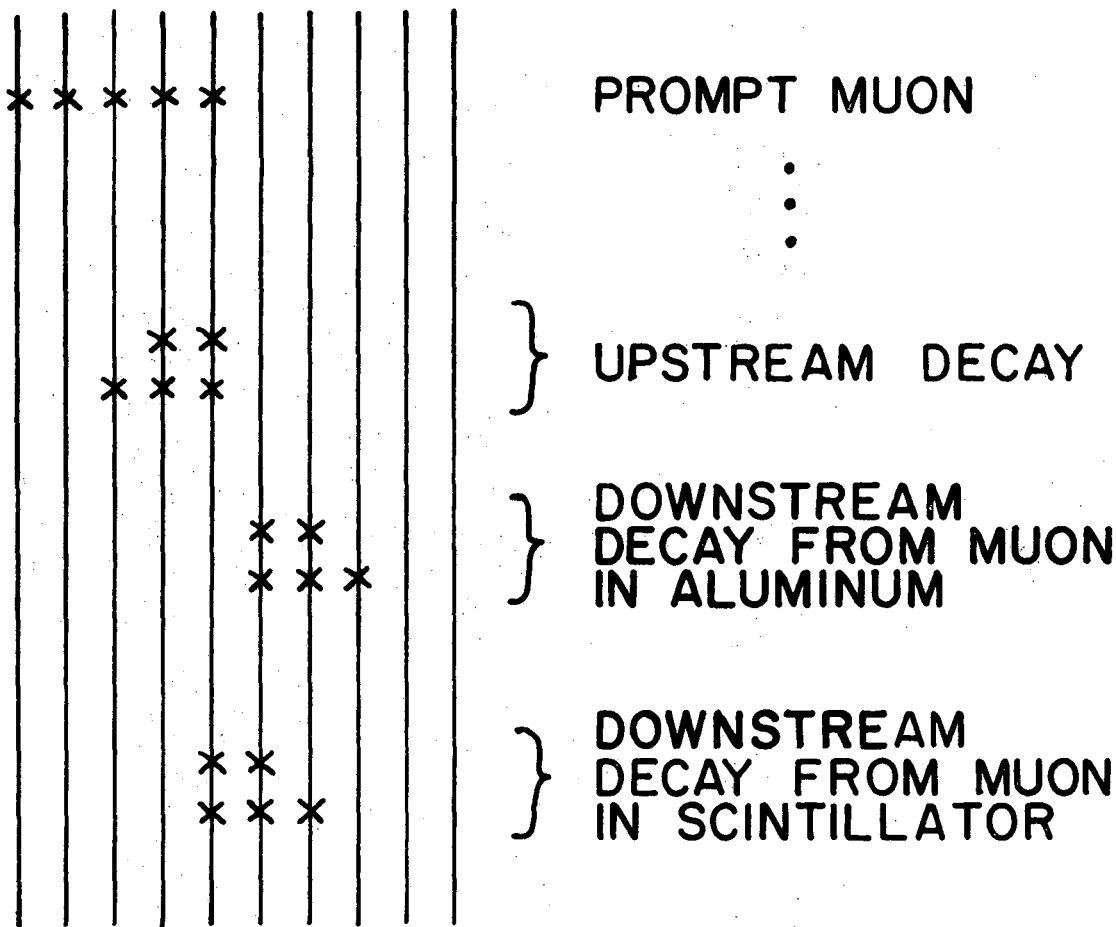 PROMPT MUON
UPSTREAM DECAY
DOWNSTREAM
DECAY FROM MUON
IN ALUMINUM
DOWNSTREAM
DECAY FROM MUON
IN SCINTILLATOR